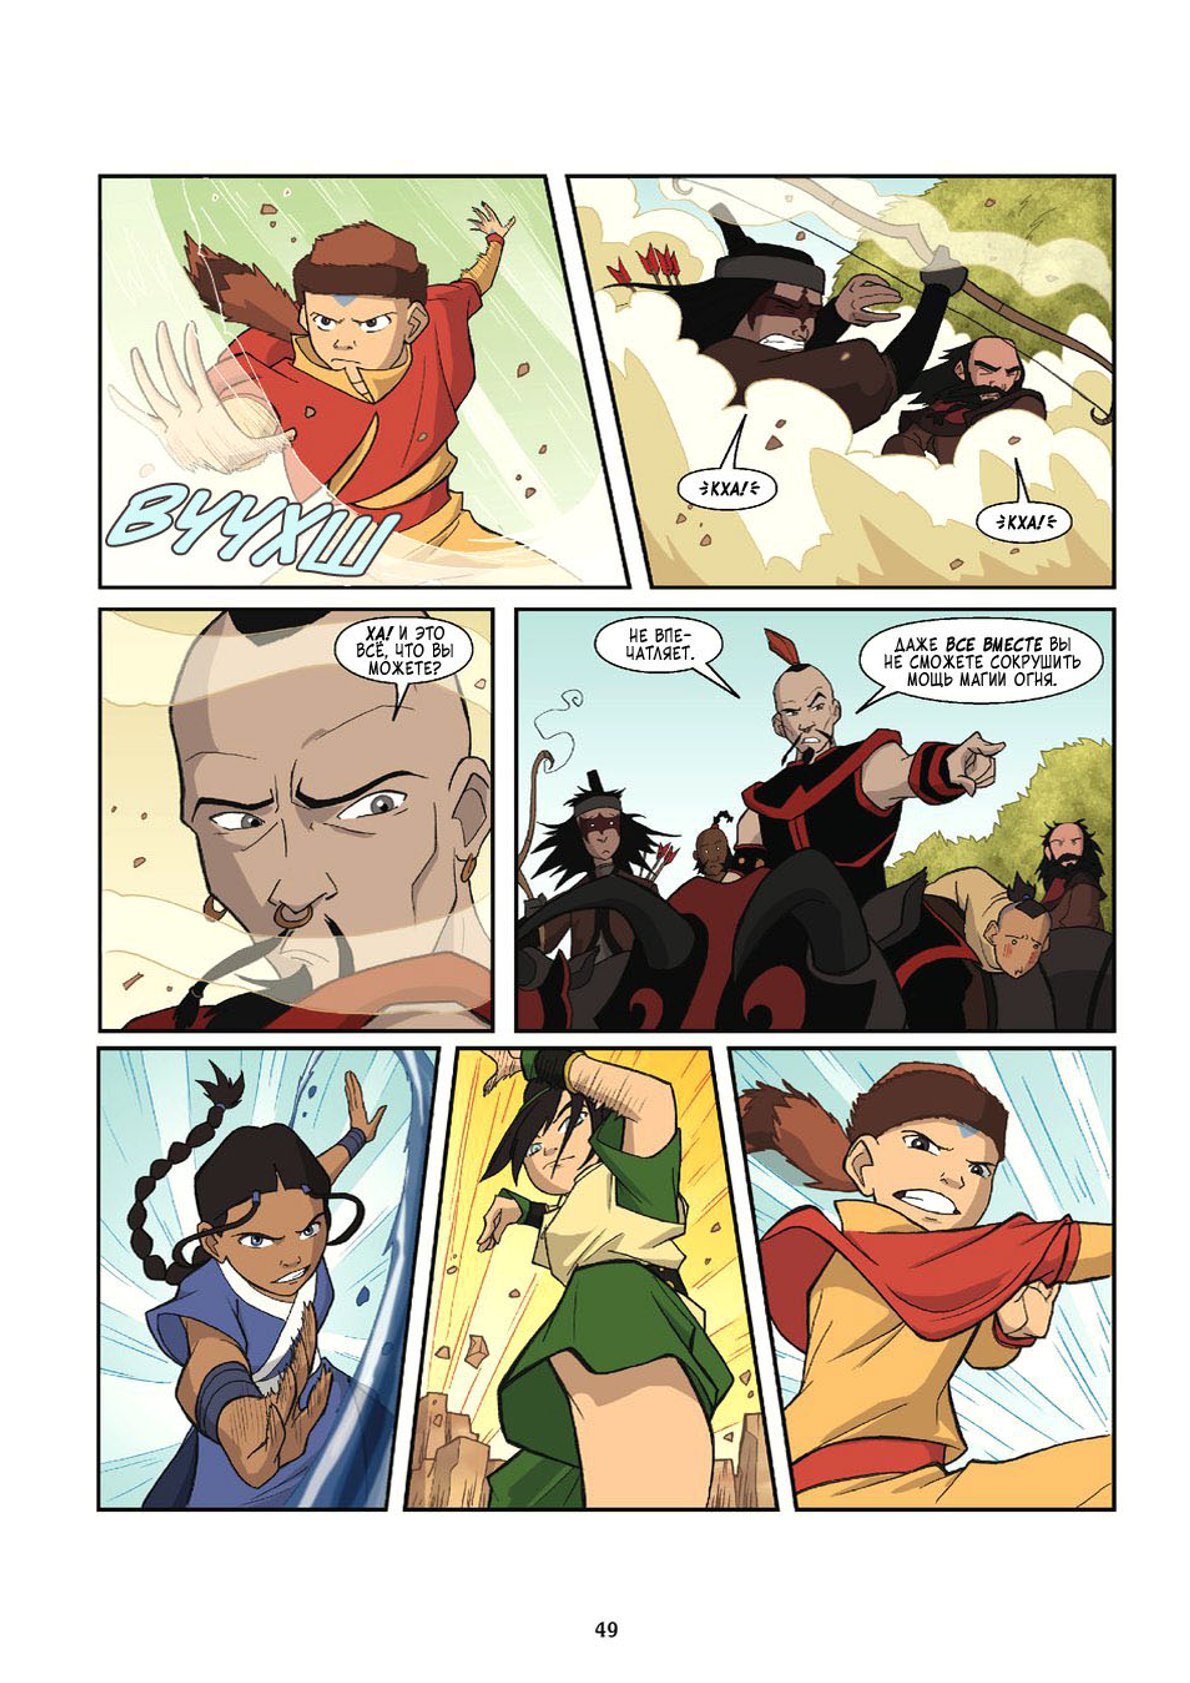 ВУУХШ
КХА!
КХА!
ХА! И ЭТО
ВСЁ, ЧТО ВЫ
МОЖЕТЕ?
НЕ ВПЕ-
ЧАТЛЯЕТ.
ДАЖЕ ВСЕ ВМЕСТЕ ВЫ
НЕ СМОЖЕТЕ СОКРУШИТЬ
МОЩЬ МАГИИ ОГНЯ.
49